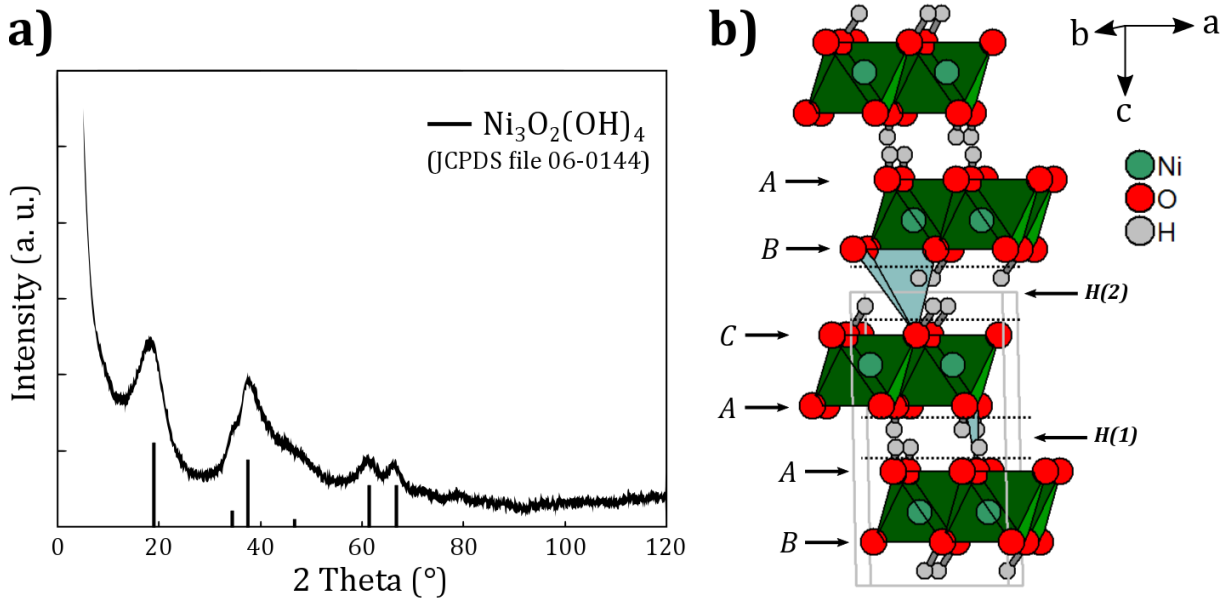 a)
Ni₃O₂(OH)₄
(JCPDS file 06-0144)
Intensity (a. u.)
0 20 40 60 80 100 120
2 Theta (°)
b)
b a
c
Ni
O
H
A
B
H(2)
C
A
H(1)
A
B